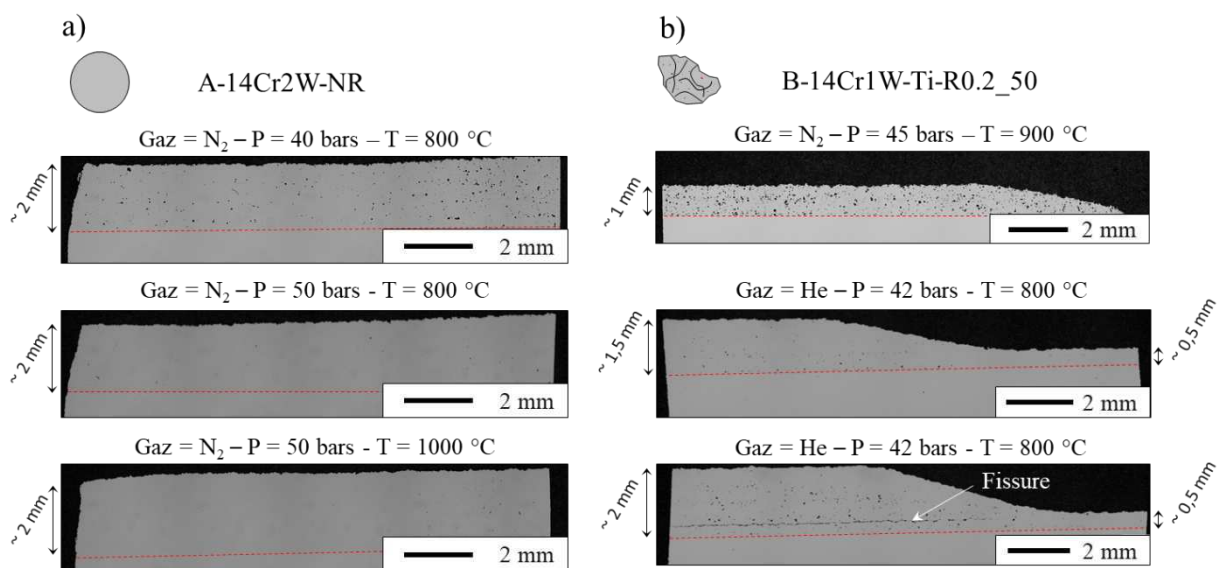 a)
A-14Cr2W-NR
Gaz = N₂ – P = 40 bars – T = 800 °C
~ 2 mm
2 mm
Gaz = N₂ – P = 50 bars - T = 800 °C
~ 2 mm
2 mm
Gaz = N₂ – P = 50 bars - T = 1000 °C
~ 2 mm
2 mm
b)
B-14Cr1W-Ti-R0.2_50
Gaz = N₂ – P = 45 bars – T = 900 °C
~ 1 mm
2 mm
Gaz = He – P = 42 bars - T = 800 °C
~ 1,5 mm
~ 0,5 mm
2 mm
Gaz = He – P = 42 bars - T = 800 °C
Fissure
~ 2 mm
~ 0,5 mm
2 mm